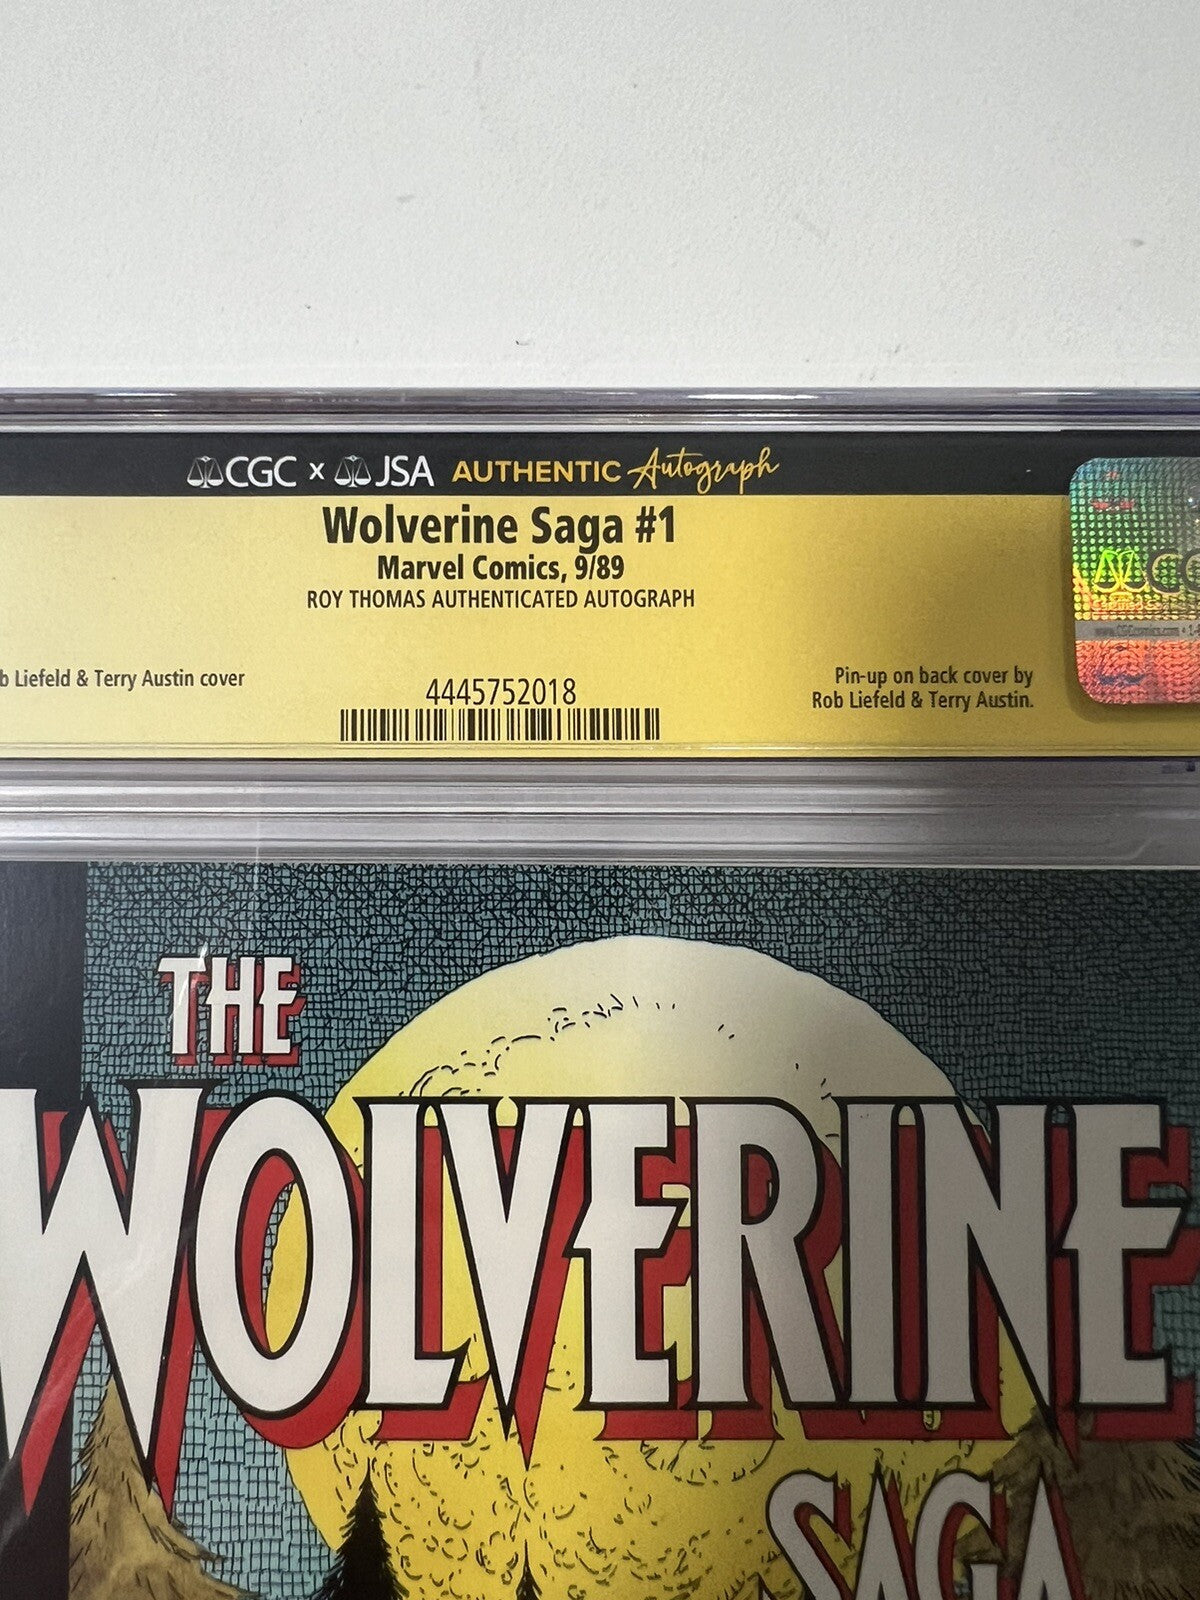 CGC x JSA AUTHENTIC Autograph
Wolverine Saga #1
Marvel Comics, 9/89
ROY THOMAS AUTHENTICATED AUTOGRAPH
b Liefeld & Terry Austin cover
4445752018
Pin-up on back cover by
Rob Liefeld & Terry Austin.
THE
WOLVERINE
SAGA